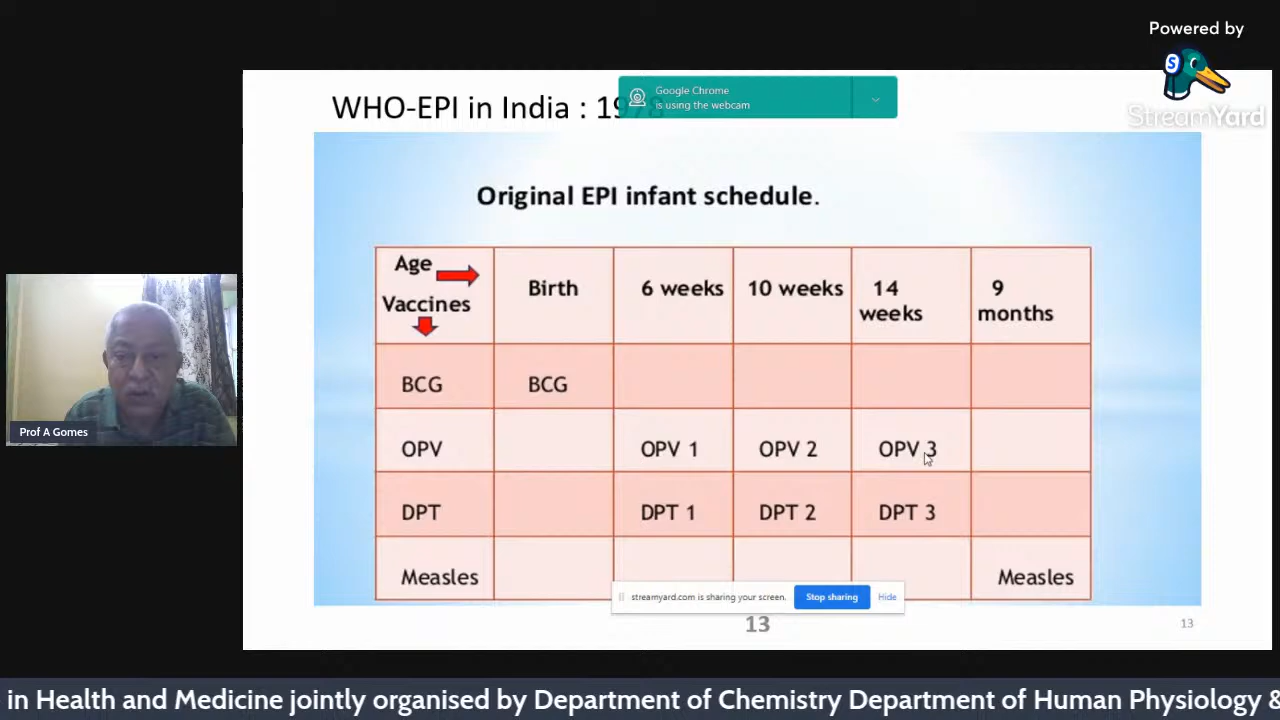 Powered by
S
StreamYard
WHO-EPI in India : 1978
Google Chrome
is using the webcam
Original EPI infant schedule.
Age
Vaccines
Birth
6 weeks
10 weeks
14
weeks
9
months
BCG
BCG
OPV
OPV 1
OPV 2
OPV 3
DPT
DPT 1
DPT 2
DPT 3
Measles
Measles
streamyard.com is sharing your screen.
Stop sharing
Hide
13
13
Prof A Gomes
in Health and Medicine jointly organised by Department of Chemistry Department of Human Physiology &